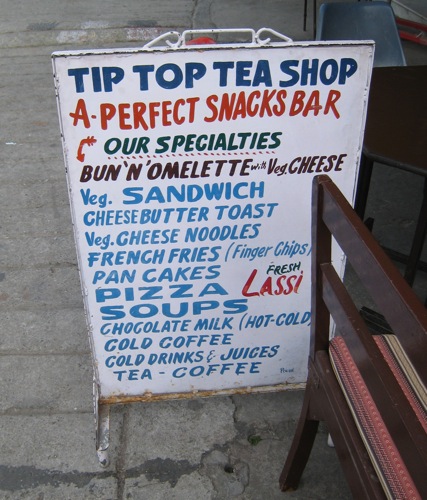 TIP TOP TEA SHOP
A-PERFECT SNACKS BAR
OUR SPECIALTIES
BUN 'N' OMELETTE with Veg. CHEESE
Veg. SANDWICH
CHEESE BUTTER TOAST
Veg. CHEESE NOODLES
FRENCH FRIES (Finger Chips)
PAN CAKES
FRESH
LASSI
PIZZA
SOUPS
CHOCOLATE MILK (HOT-COLD
COLD COFFEE
COLD DRINKS & JUICES
TEA - COFFEE